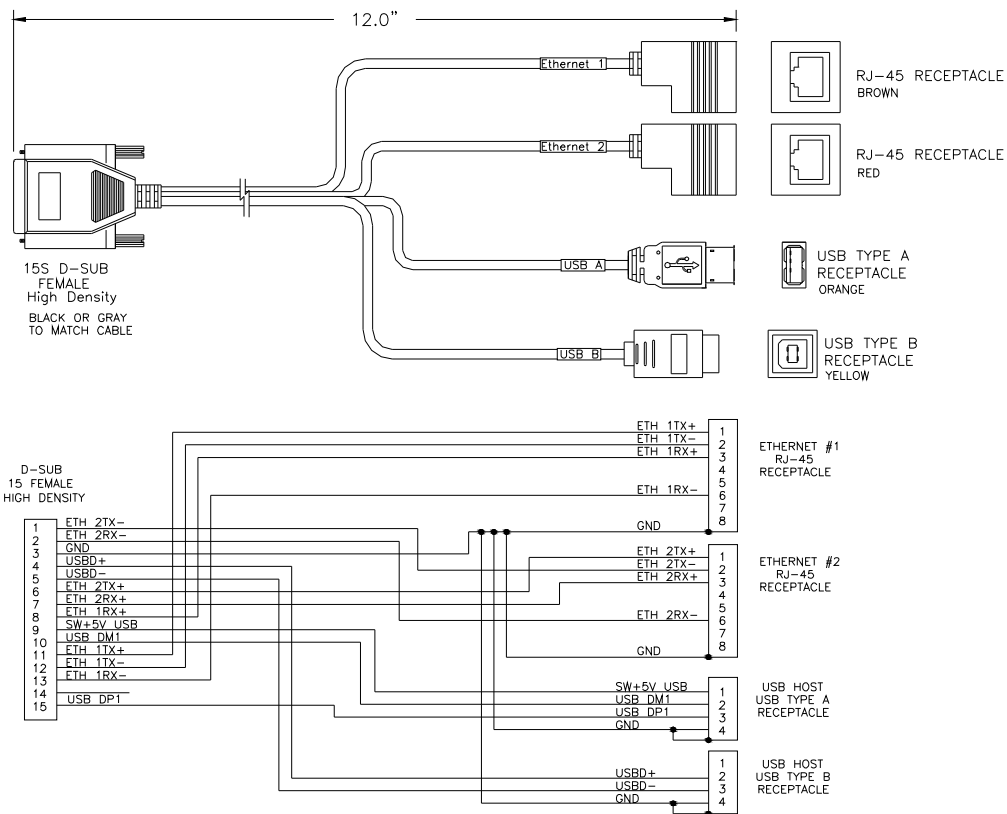 12.0"
Ethernet 1
RJ-45 RECEPTACLE
BROWN
Ethernet 2
RJ-45 RECEPTACLE
RED
15S D-SUB
FEMALE
High Density
BLACK OR GRAY
TO MATCH CABLE
USB A
USB TYPE A
RECEPTACLE
ORANGE
USB B
USB TYPE B
RECEPTACLE
YELLOW
D-SUB
15 FEMALE
HIGH DENSITY
1 ETH 2TX-
2 ETH 2RX-
3 GND
4 USBD+
5 USBD-
6 ETH 2TX+
7 ETH 2RX+
8 ETH 1RX+
9 SW+5V USB
10 USB DM1
11 ETH 1TX+
12 ETH 1TX-
13 ETH 1RX-
14
15 USB DP1
ETH 1TX+ 1
ETH 1TX- 2
ETH 1RX+ 3
4
5
ETH 1RX- 6
7
8
GND
ETHERNET #1
RJ-45
RECEPTACLE
ETH 2TX+ 1
ETH 2TX- 2
ETH 2RX+ 3
4
5
ETH 2RX- 6
7
8
GND
ETHERNET #2
RJ-45
RECEPTACLE
SW+5V USB 1
USB DM1 2
USB DP1 3
GND 4
USB HOST
USB TYPE A
RECEPTACLE
1
USBD+ 2
USBD- 3
GND 4
USB HOST
USB TYPE B
RECEPTACLE